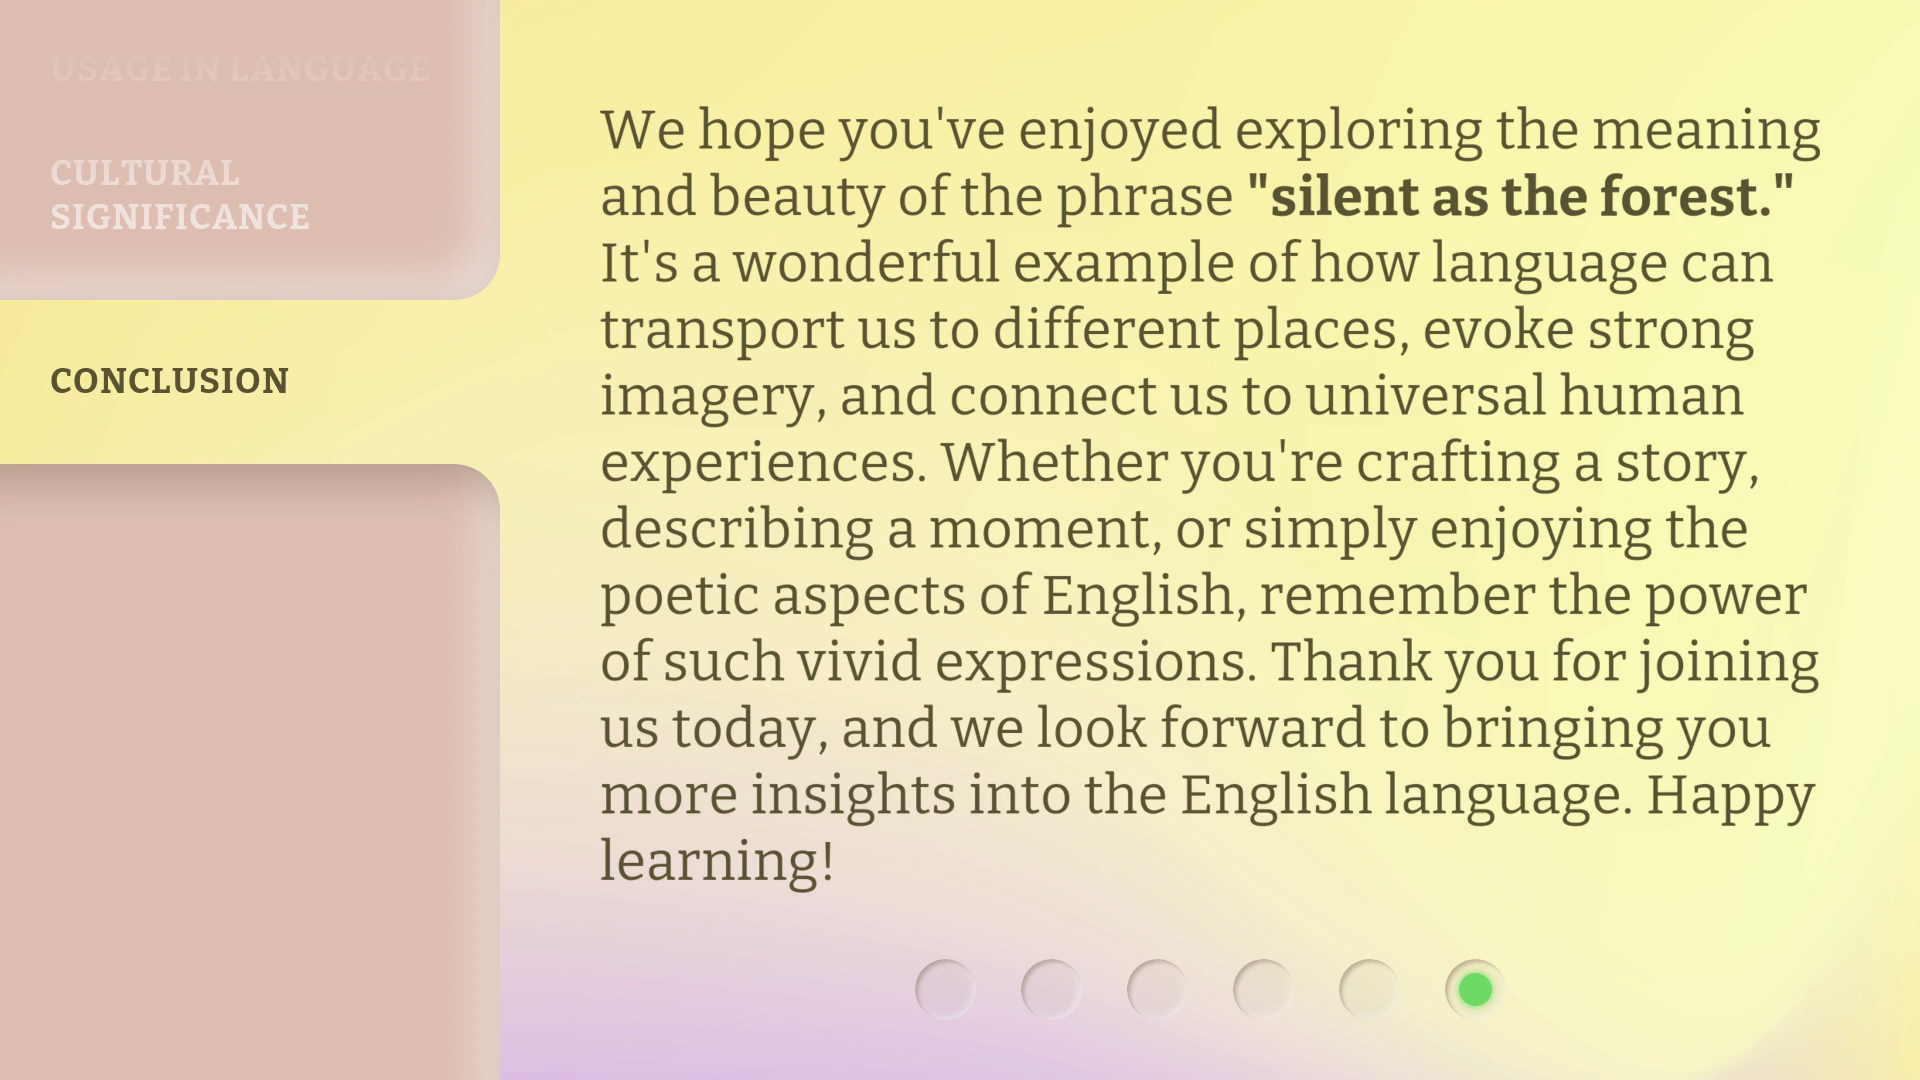 USAGE IN LANGUAGE
CULTURAL
SIGNIFICANCE
CONCLUSION
We hope you've enjoyed exploring the meaning
and beauty of the phrase "silent as the forest."
It's a wonderful example of how language can
transport us to different places, evoke strong
imagery, and connect us to universal human
experiences. Whether you're crafting a story,
describing a moment, or simply enjoying the
poetic aspects of English, remember the power
of such vivid expressions. Thank you for joining
us today, and we look forward to bringing you
more insights into the English language. Happy
learning!